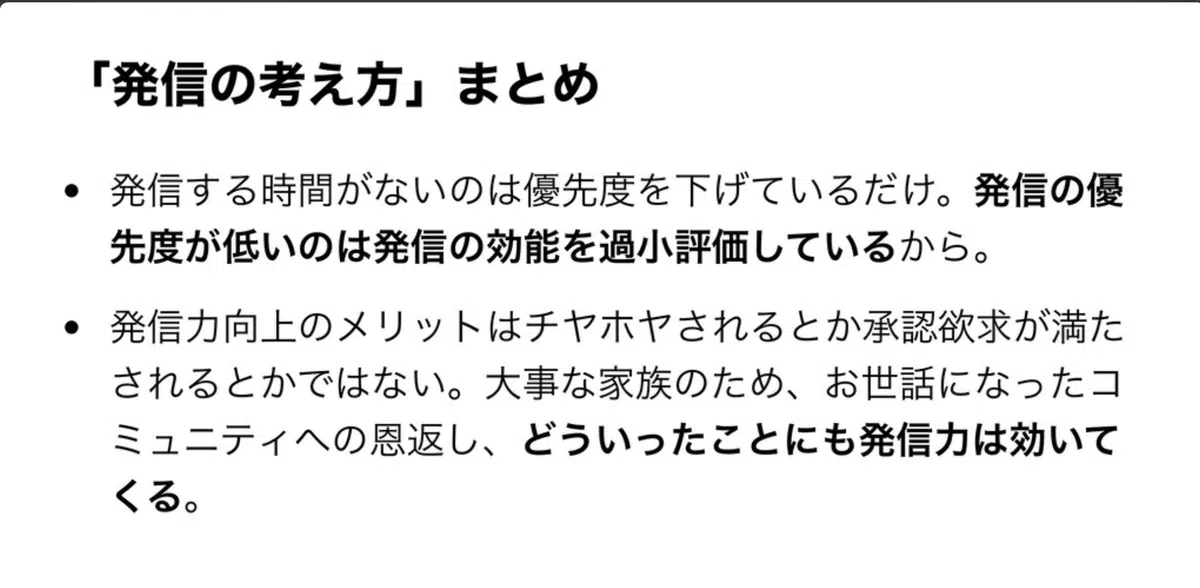 「発信の考え方」まとめ
• 発信する時間がないのは優先度を下げているだけ。発信の優
先度が低いのは発信の効能を過小評価しているから。
• 発信力向上のメリットはチヤホヤされるとか承認欲求が満た
されるとかではない。大事な家族のため、お世話になったコ
ミュニティへの恩返し、どういったことにも発信力は効いて
くる。